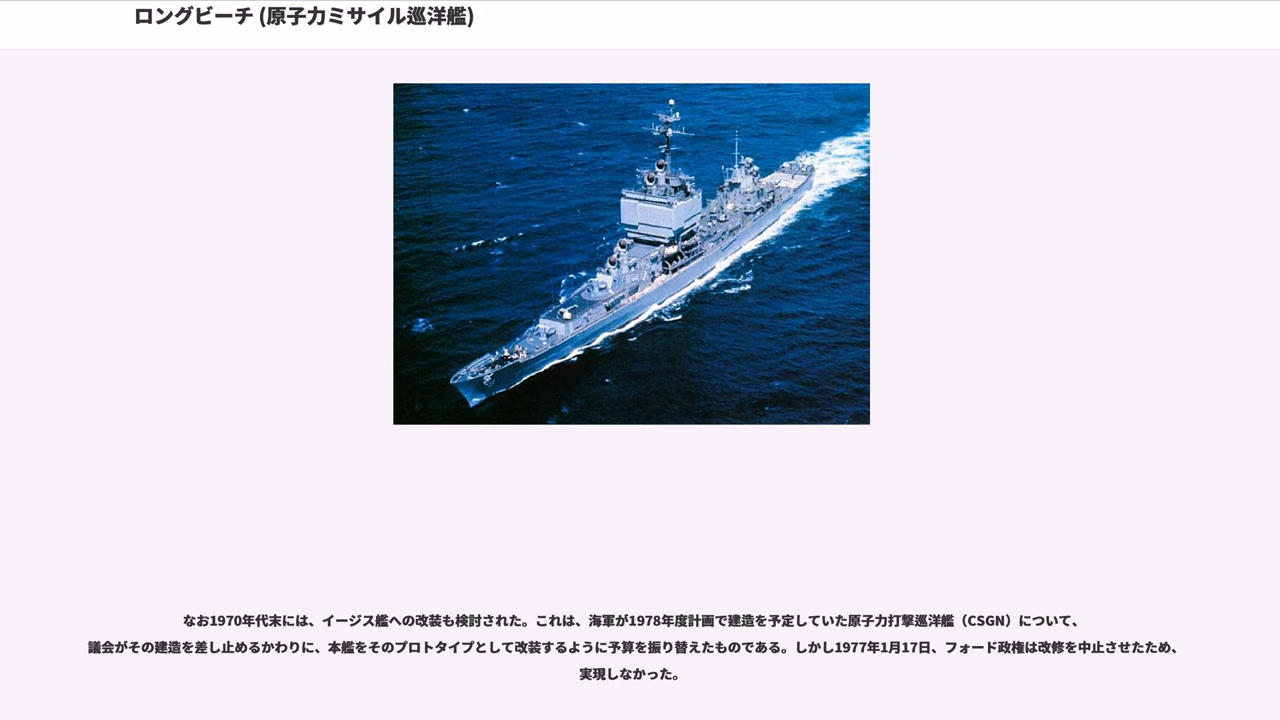 ロングビーチ (原子力ミサイル巡洋艦)
なお1970年代末には、イージス艦への改装も検討された。これは、海軍が1978年度計画で建造を予定していた原子力打撃巡洋艦（CSGN）について、
議会がその建造を差し止めるかわりに、本艦をそのプロトタイプとして改装するように予算を振り替えたものである。しかし1977年1月17日、フォード政権は改修を中止させたため、
実現しなかった。